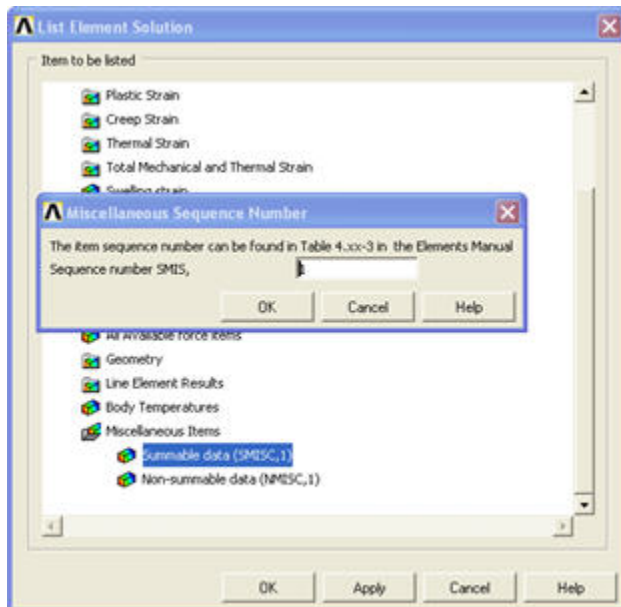 List Element Solution
Item to be listed
Plastic Strain
Creep Strain
Thermal Strain
Total Mechanical and Thermal Strain
Swelling strain
Miscellaneous Sequence Number
The item sequence number can be found in Table 4.xx-3 in the Elements Manual
Sequence number SMIS,
1
OK Cancel Help
All Available force items
Geometry
Line Element Results
Body Temperatures
Miscellaneous Items
Summable data (SMISC,1)
Non-summable data (NMISC,1)
OK Apply Cancel Help